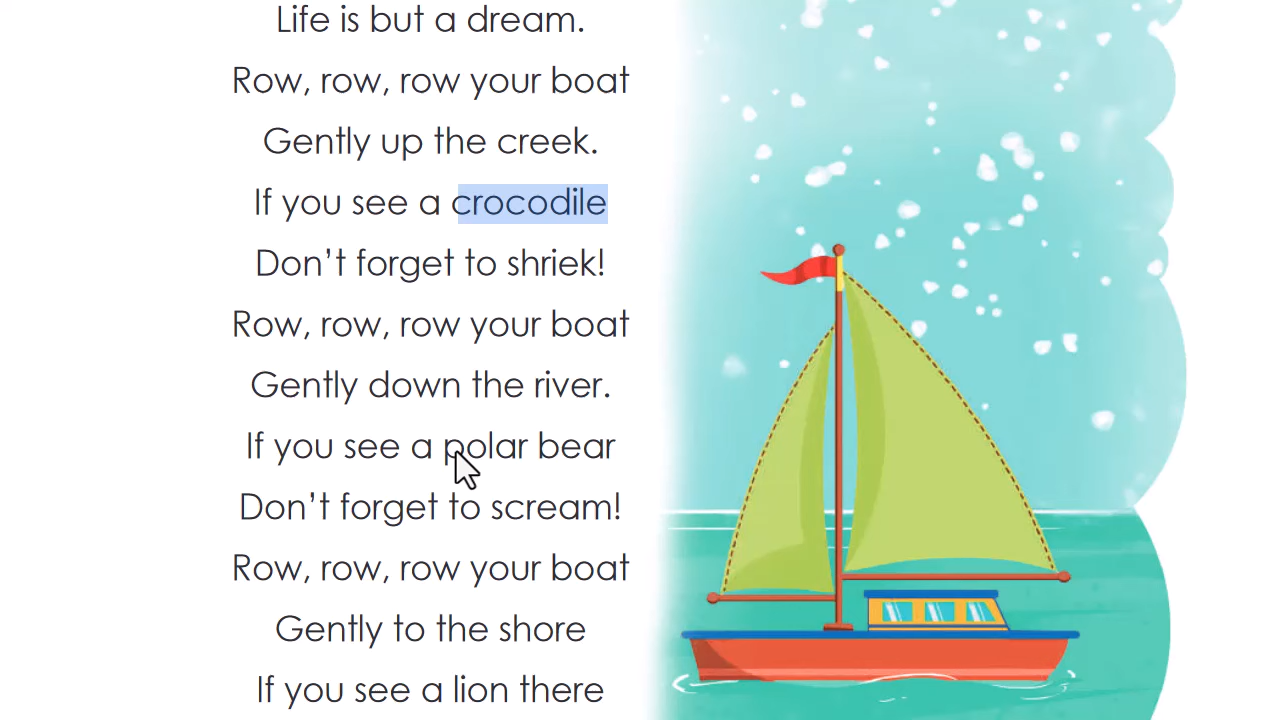 Life is but a dream.
Row, row, row your boat
Gently up the creek.
If you see a crocodile
Don’t forget to shriek!
Row, row, row your boat
Gently down the river.
If you see a polar bear
Don’t forget to scream!
Row, row, row your boat
Gently to the shore
If you see a lion there